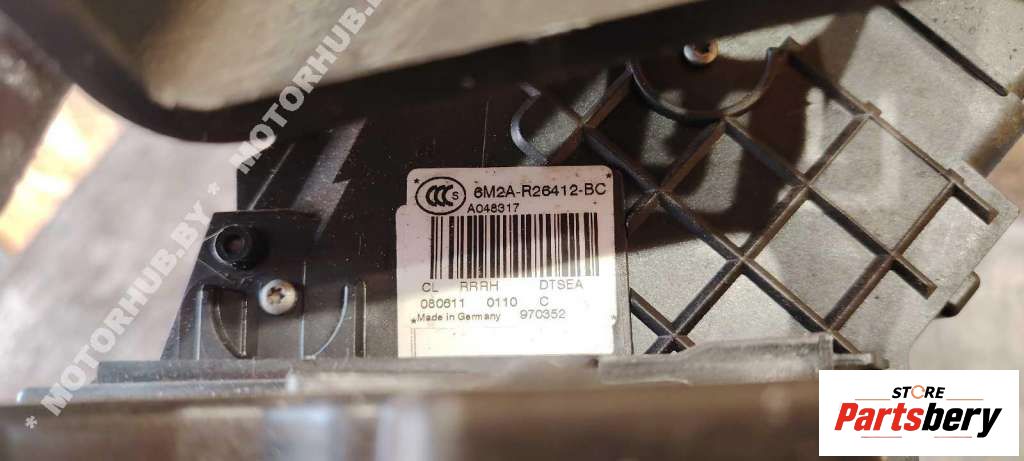 * MOTORHUB.BY * MOTORHUB.BY *
CCC S 6M2A-R26412-BC
A048317
CL RRRH DTSEA
080611 0110 C
Made in Germany 970352
STORE
Partsbery